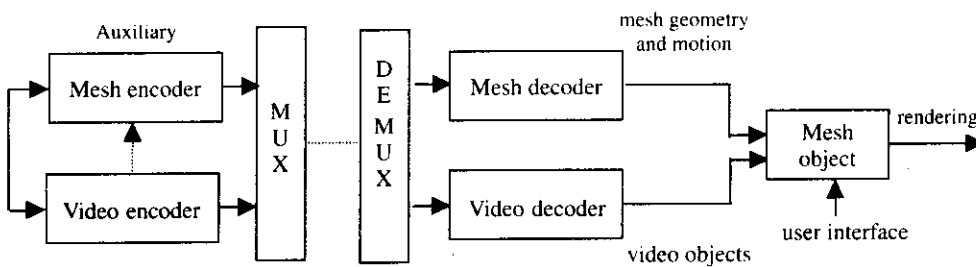 Auxiliary
Mesh encoder
Video encoder
M
U
X
D
E
M
U
X
Mesh decoder
Video decoder
mesh geometry
and motion
video objects
Mesh
object
rendering
user interface